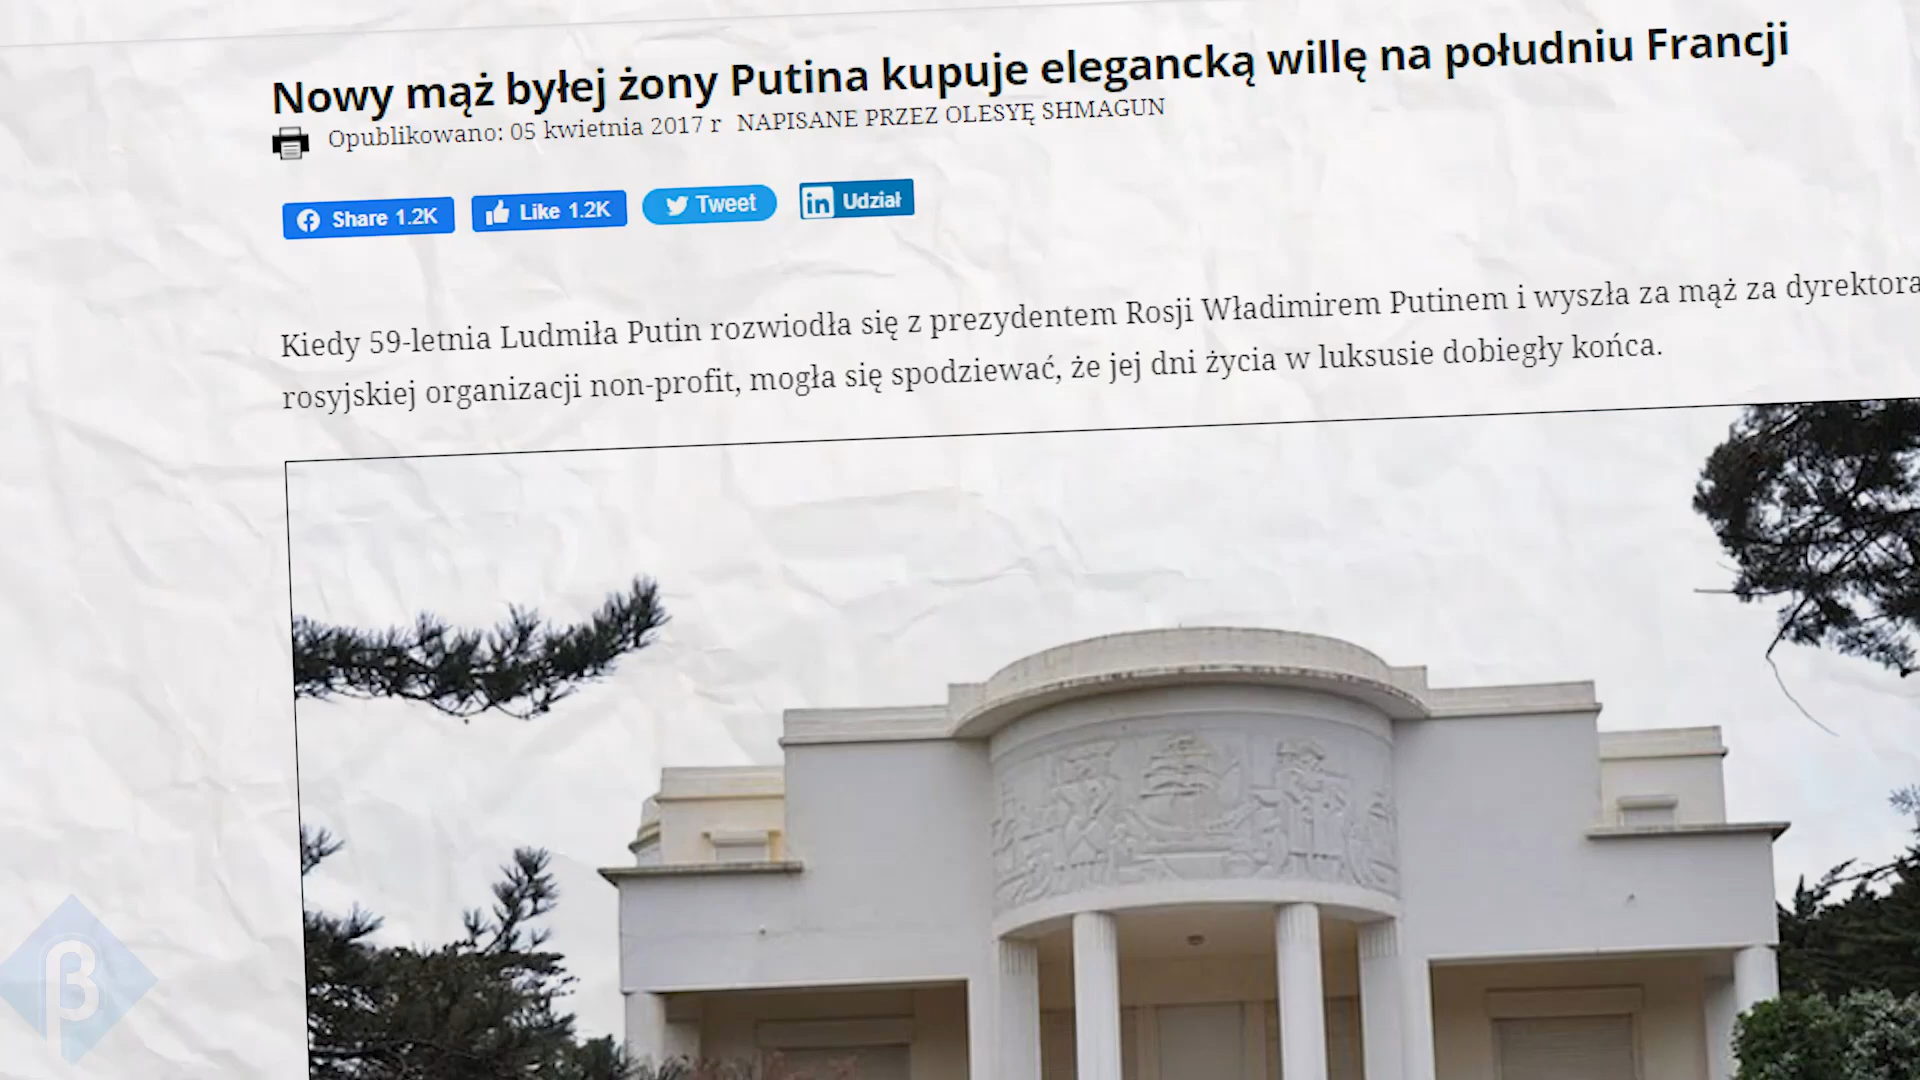 Nowy mąż byłej żony Putina kupuje elegancką willę na południu Francji
Opublikowano: 05 kwietnia 2017 r NAPISANE PRZEZ OLESYĘ SHMAGUN
Share 1.2K Like 1.2K Tweet in Udział
Kiedy 59-letnia Ludmiła Putin rozwiodła się z prezydentem Rosji Władimirem Putinem i wyszła za mąż za dyrektora
rosyjskiej organizacji non-profit, mogła się spodziewać, że jej dni życia w luksusie dobiegły końca.
β